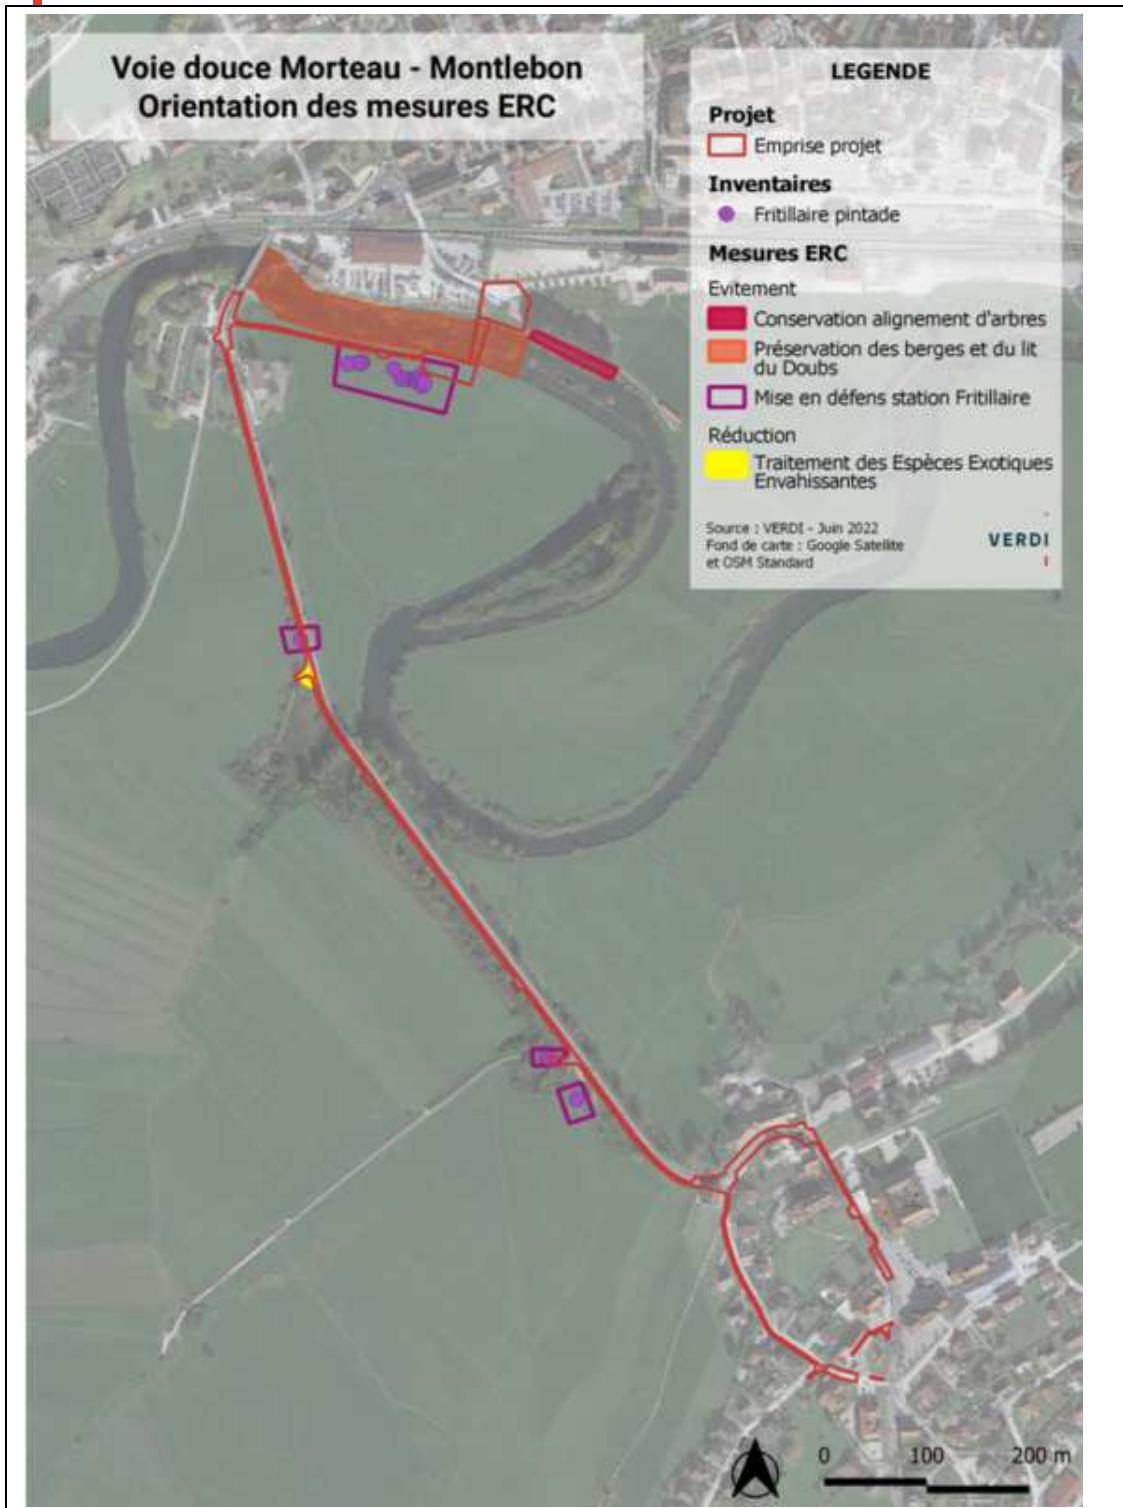 Voie douce Morteau - Montlebon
Orientation des mesures ERC
LEGENDE
Projet
Emprise projet
Inventaires
Fritillaire pintade
Mesures ERC
Evitement
Conservation alignement d'arbres
Préservation des berges et du lit
du Doubs
Mise en défens station Fritillaire
Réduction
Traitement des Espèces Exotiques
Envahissantes
Source : VERDI - Juin 2022
Fond de carte : Google Satellite
et OSM Standard
VERDI
0 100 200 m